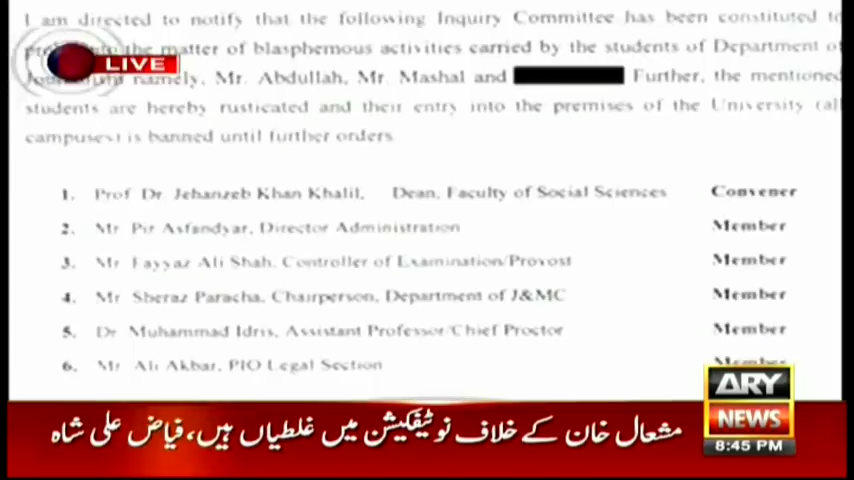 I am directed to notify that the following Inquiry Committee has been constituted to
the matter of blasphemous activities carried by the students of Department of
LIVE
namely, Mr. Abdullah, Mr. Mashal and Further, the mentioned
students are hereby rusticated and their entry into the premises of the University (all
campuses) is banned until further orders
1. Prof Dr Jehanzeb Khan Khalil, Dean, Faculty of Social Sciences Convener
2. Mr Pir Asfandyar, Director Administration Member
3. Mr Fayyaz Ali Shah, Controller of Examination/Provost Member
4. Mr Sheraz Paracha, Chairperson, Department of J&MC Member
5. Dr Muhammad Idris, Assistant Professor/Chief Proctor Member
6. Mr Ali Akbar, PIO Legal Section Member
ARY
NEWS
8:45 PM
مشعال خان کے خلاف نوٹیفکیشن میں غلطیاں ہیں، فیاض علی شاہ